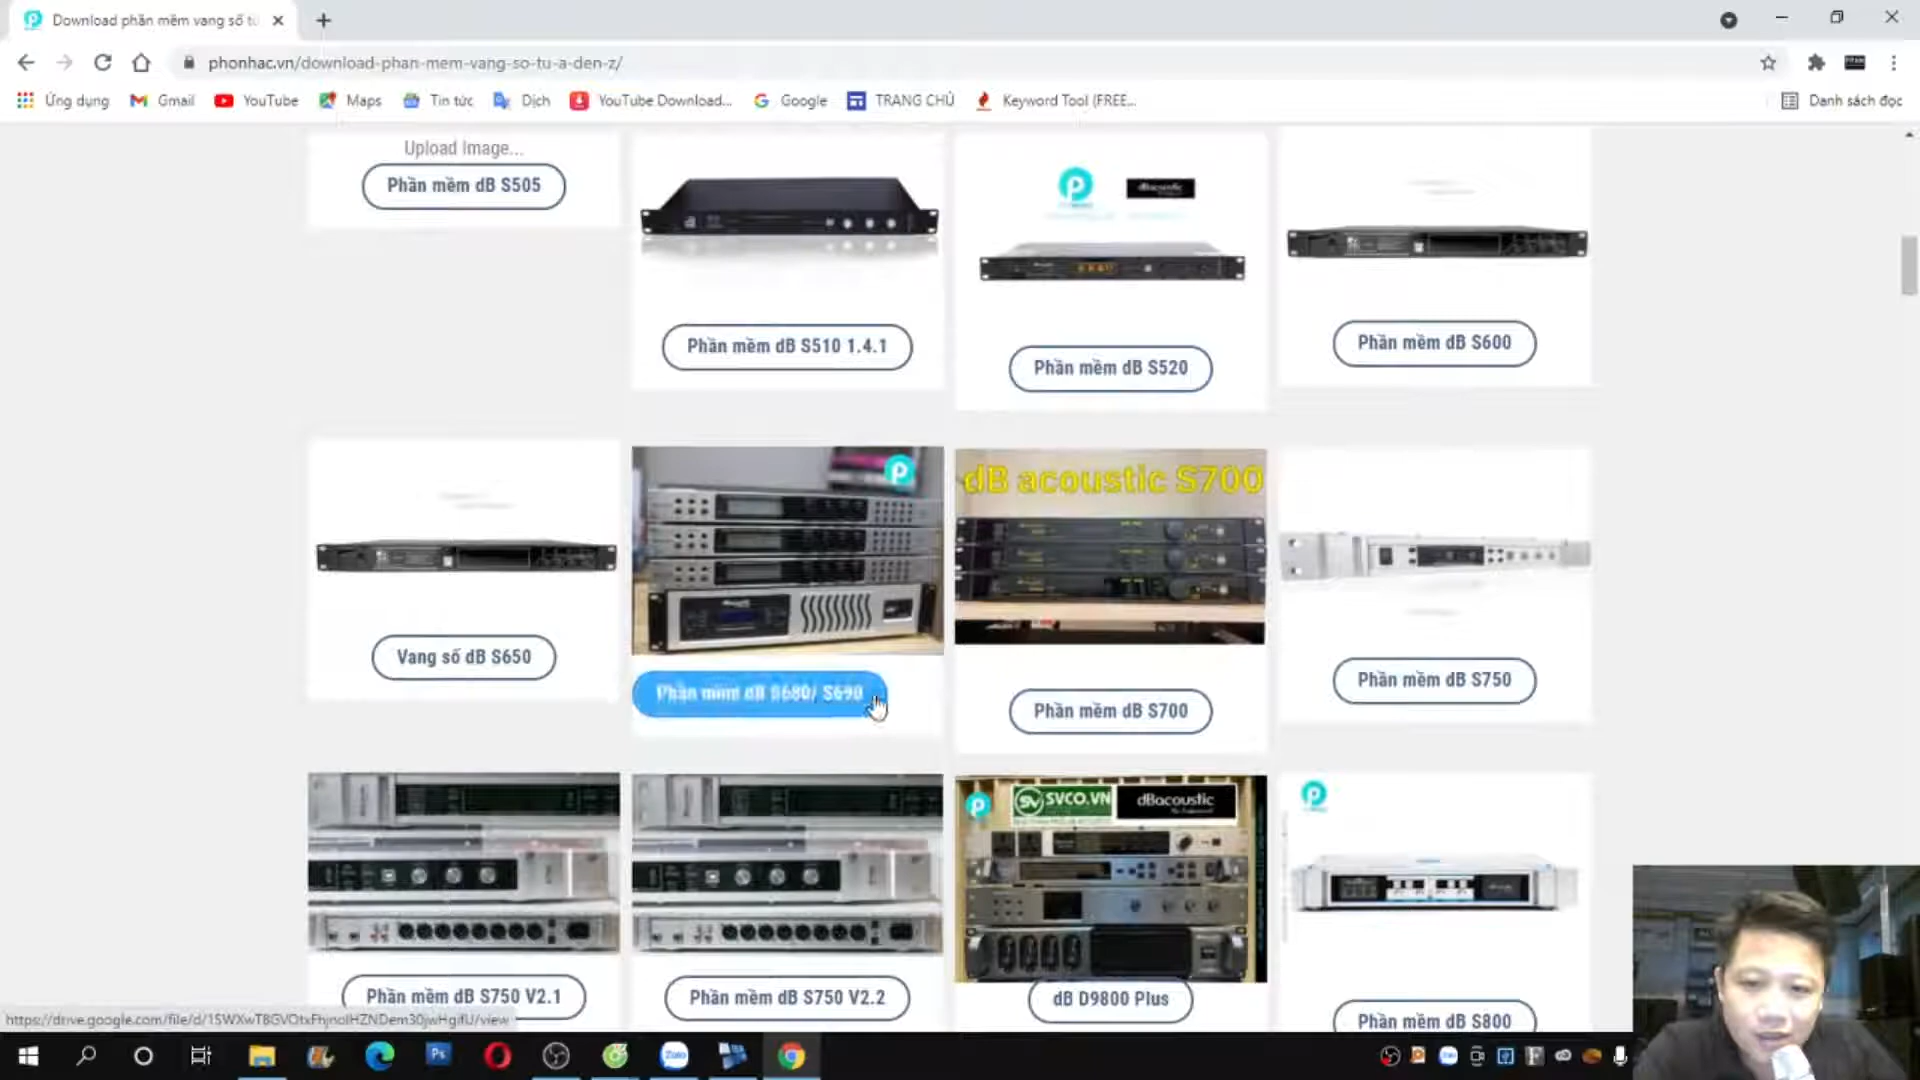 Download phần mềm vang số từ
phonhac.vn/download-phan-mem-vang-so-tu-a-den-z/
Ứng dụng
Gmail
YouTube
Maps
Tin tức
Dịch
YouTube Download...
Google
TRANG CHỦ
Keyword Tool (FREE...
Danh sách đọc
Upload Image...
Phần mềm dB S505
Phần mềm dB S510 1.4.1
dBacoustic
Phần mềm dB S520
Phần mềm dB S600
Vang số dB S650
Phần mềm dB S680/ S690
dB acoustic S700
Phần mềm dB S700
Phần mềm dB S750
Phần mềm dB S750 V2.1
Phần mềm dB S750 V2.2
SVCO.VN
dBacoustic
dB D9800 Plus
Phần mềm dB S800
Ps
Zalo